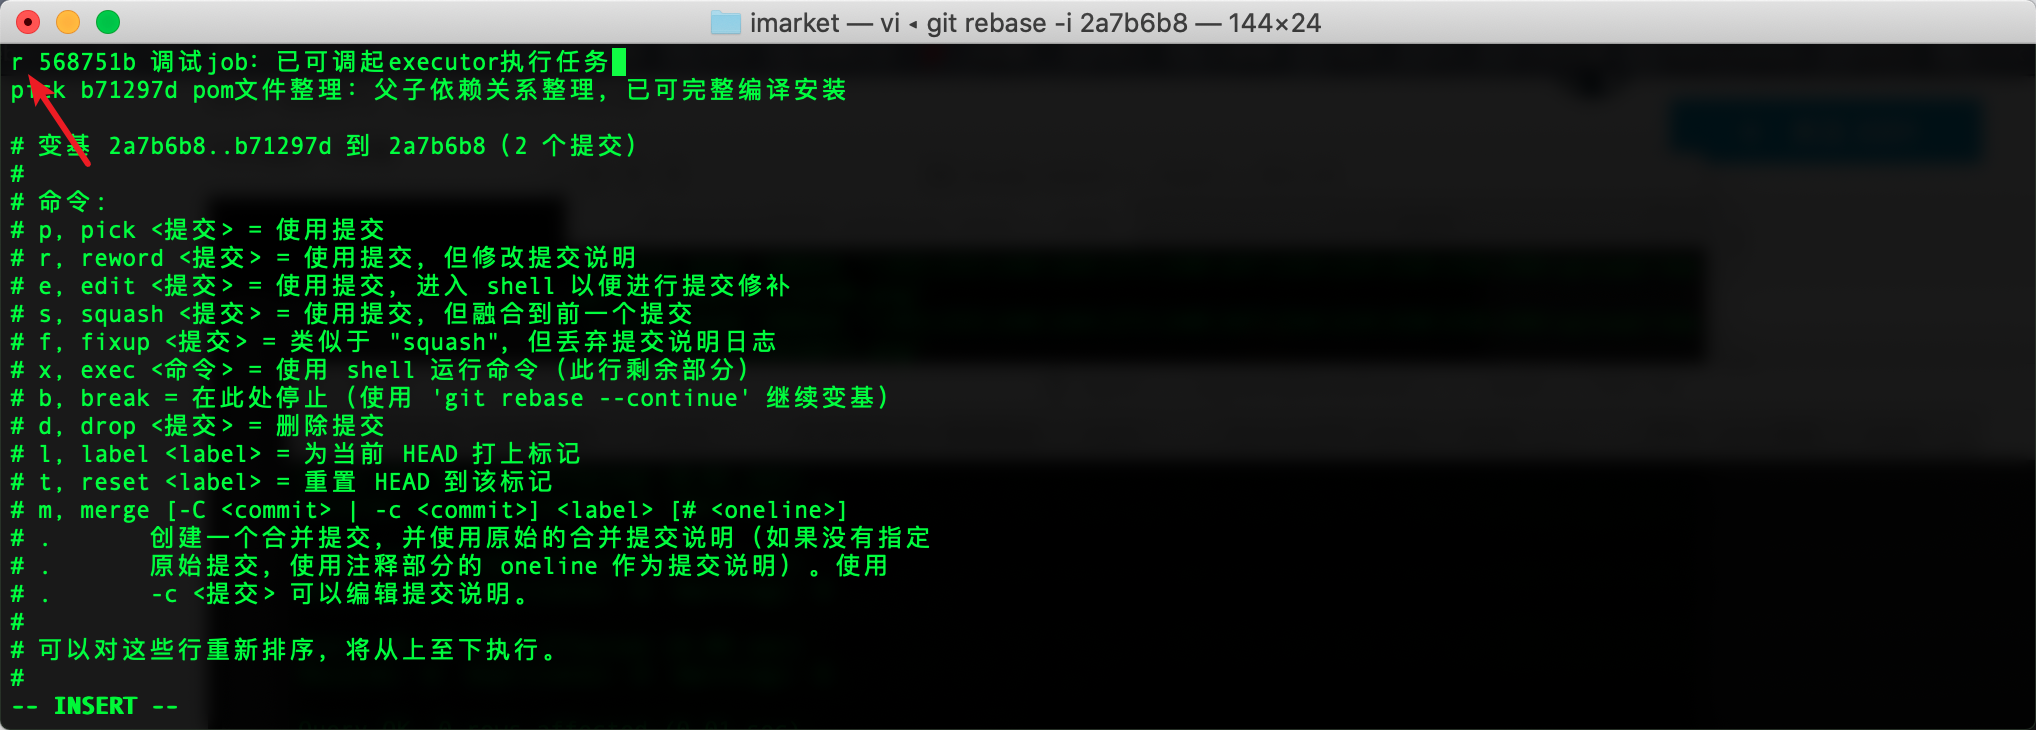 imarket — vi ◂ git rebase -i 2a7b6b8 — 144×24
r 568751b 调试job：已可调起executor执行任务
pick b71297d pom文件整理：父子依赖关系整理，已可完整编译安装
# 变基 2a7b6b8..b71297d 到 2a7b6b8（2 个提交）
#
# 命令：
# p, pick <提交> = 使用提交
# r, reword <提交> = 使用提交，但修改提交说明
# e, edit <提交> = 使用提交，进入 shell 以便进行提交修补
# s, squash <提交> = 使用提交，但融合到前一个提交
# f, fixup <提交> = 类似于 "squash"，但丢弃提交说明日志
# x, exec <命令> = 使用 shell 运行命令（此行剩余部分）
# b, break = 在此处停止（使用 'git rebase --continue' 继续变基）
# d, drop <提交> = 删除提交
# l, label <label> = 为当前 HEAD 打上标记
# t, reset <label> = 重置 HEAD 到该标记
# m, merge [-C <commit> | -c <commit>] <label> [# <oneline>]
# .       创建一个合并提交，并使用原始的合并提交说明（如果没有指定
# .       原始提交，使用注释部分的 oneline 作为提交说明）。使用
# .       -c <提交> 可以编辑提交说明。
#
# 可以对这些行重新排序，将从上至下执行。
#
-- INSERT --